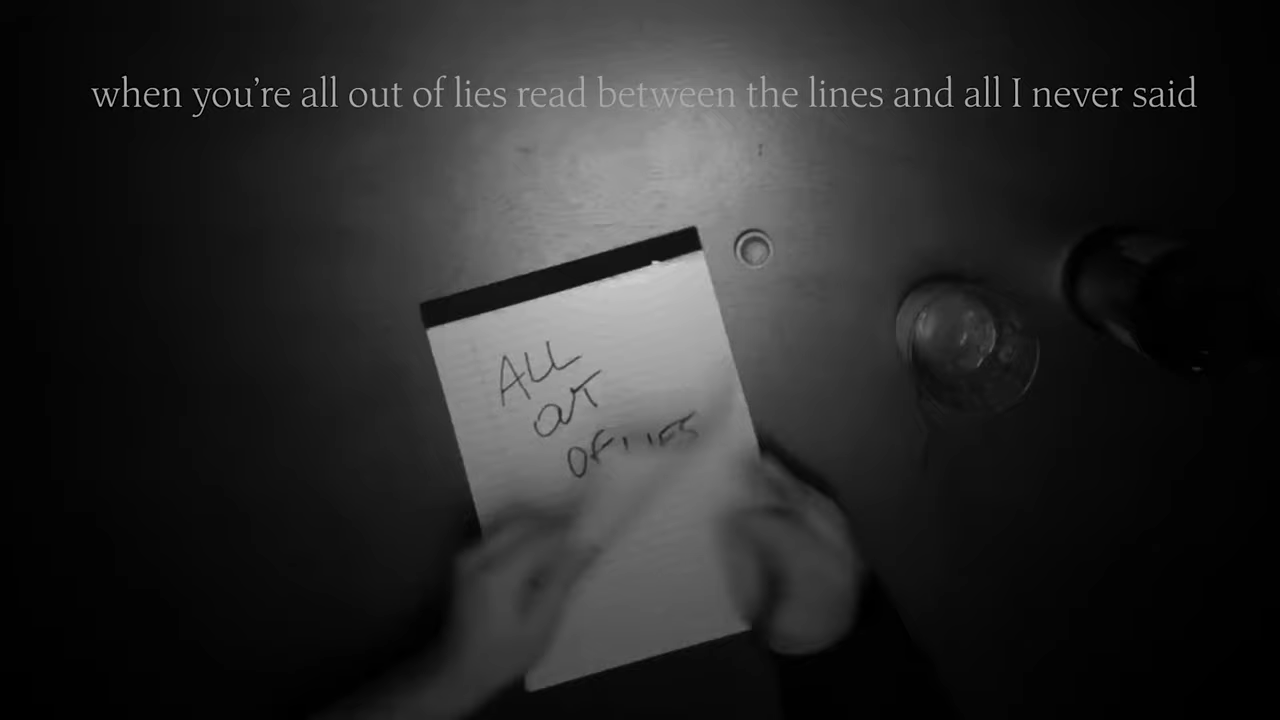 when you’re all out of lies read between the lines and all I never said
ALL
OUT
OF LIES